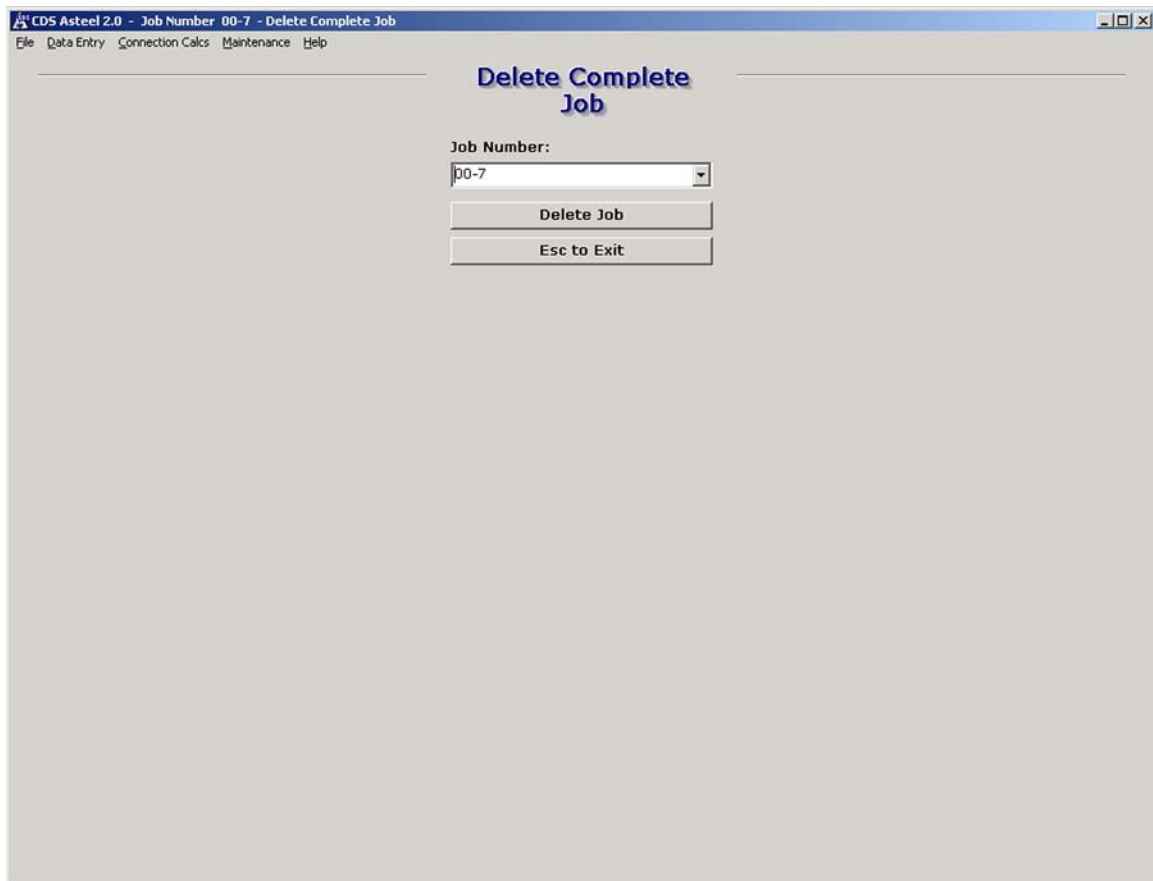 CDS Asteel 2.0 - Job Number 00-7 - Delete Complete Job
File Data Entry Connection Calcs Maintenance Help
Delete Complete
Job
Job Number:
00-7
Delete Job
Esc to Exit